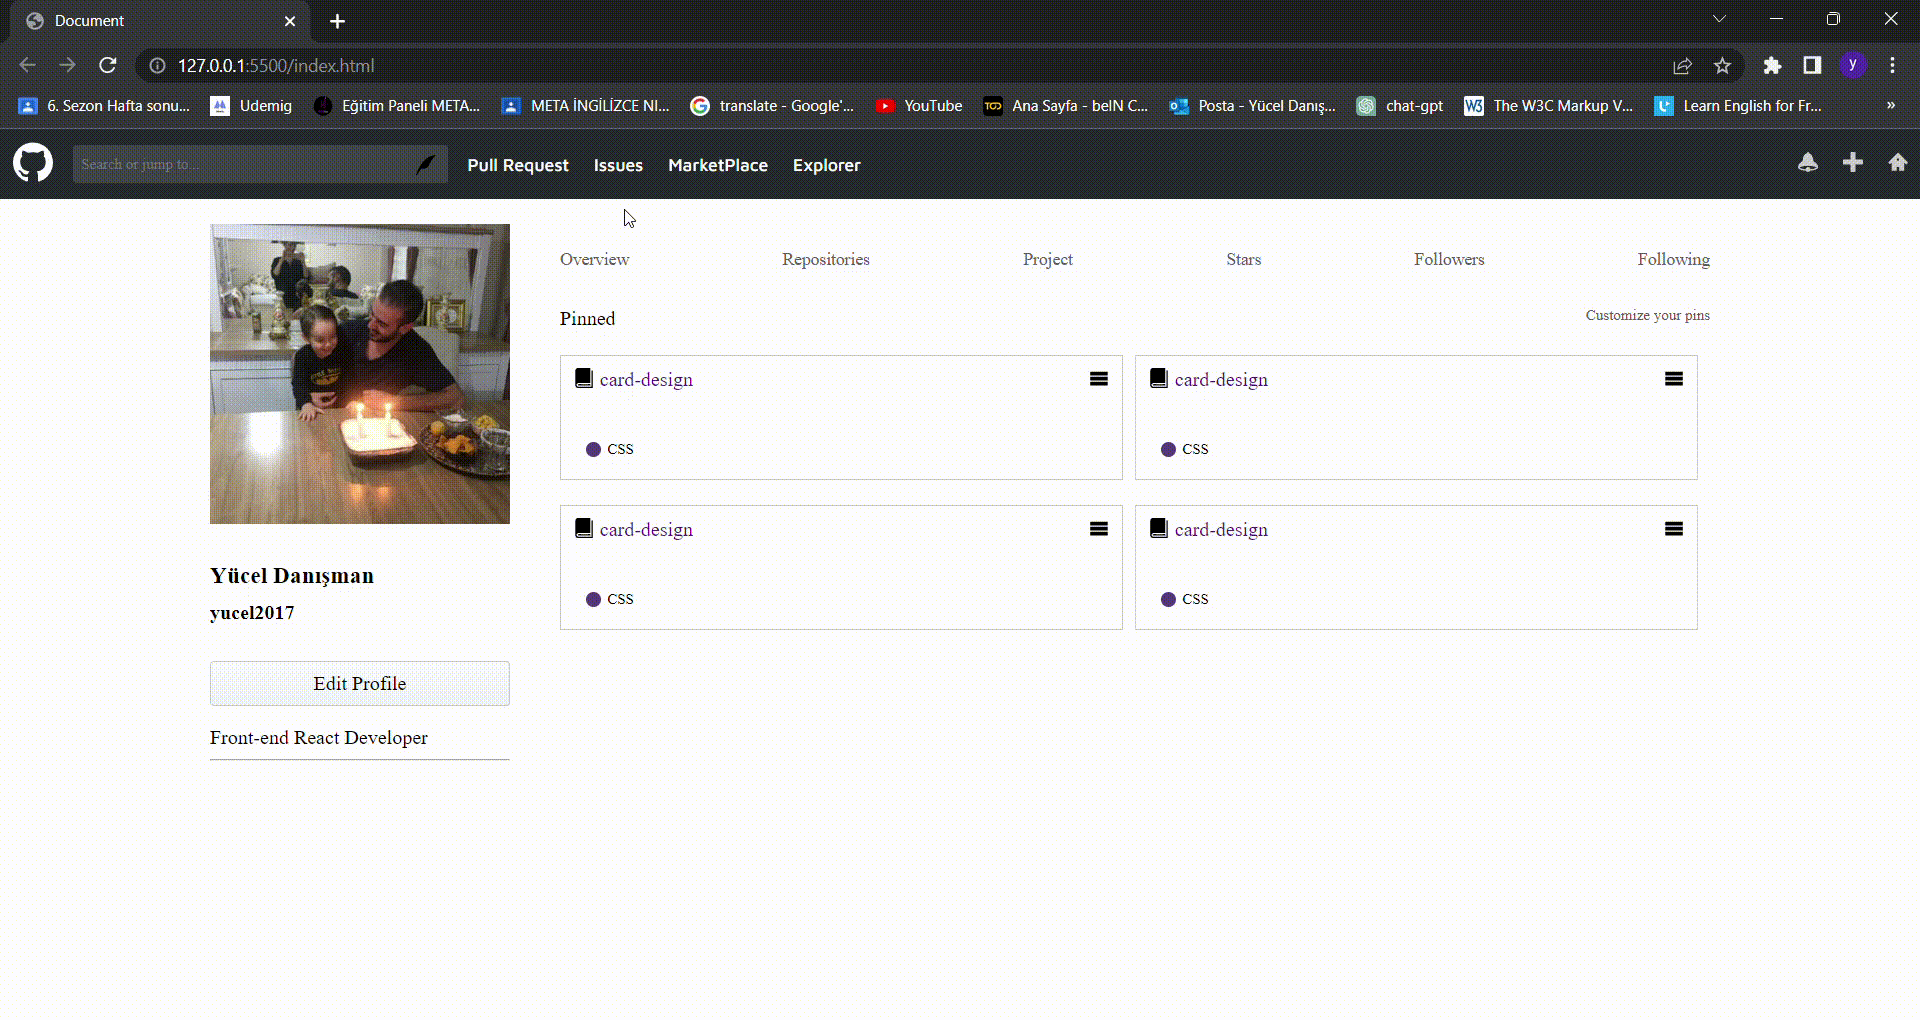 Document
127.0.0.1:5500/index.html
y
6. Sezon Hafta sonu... Udemig Eğitim Paneli META... META İNGİLİZCE NI... translate - Google'... YouTube Ana Sayfa - beIN C... Posta - Yücel Danış... chat-gpt W3 The W3C Markup V... Learn English for Fr... »
Search or jump to... Pull Request Issues MarketPlace Explorer
Overview Repositories Project Stars Followers Following
Pinned Customize your pins
card-design card-design
CSS CSS
card-design card-design
CSS CSS
Yücel Danışman
yucel2017
Edit Profile
Front-end React Developer